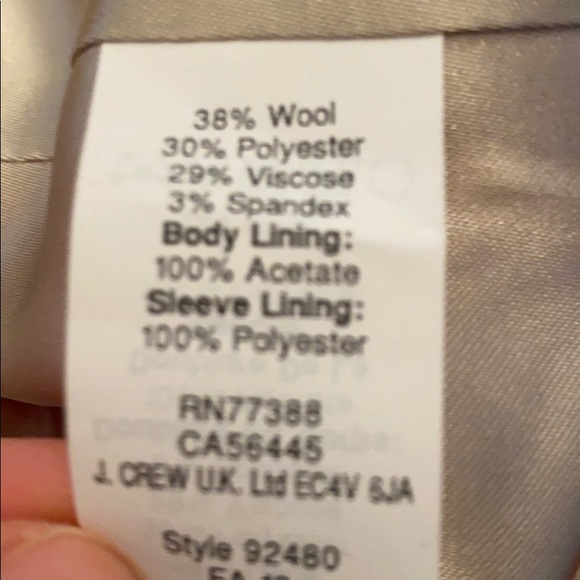 38% Wool
30% Polyester
29% Viscose
3% Spandex
Body Lining:
100% Acetate
Sleeve Lining:
100% Polyester
RN77388
CA56445
J. CREW U.K. Ltd EC4V 6JA
Style 92480
FA